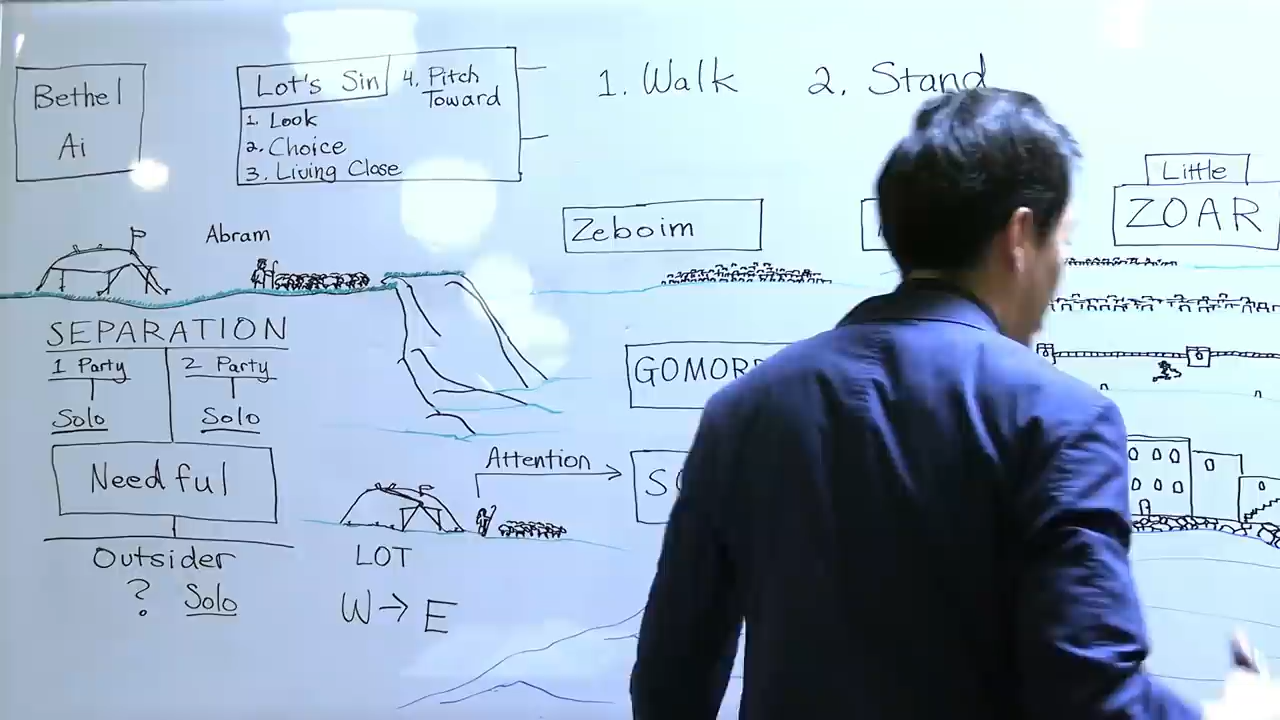 Bethel
Ai
Lot's Sin
1. Look
2. Choice
3. Living Close
4. Pitch
Toward
1. Walk
2. Stand
Little
ZOAR
Zeboim
Abram
SEPARATION
1 Party
Solo
2 Party
Solo
Needful
Outsider
? Solo
GOMOR
Attention
S
LOT
W → E